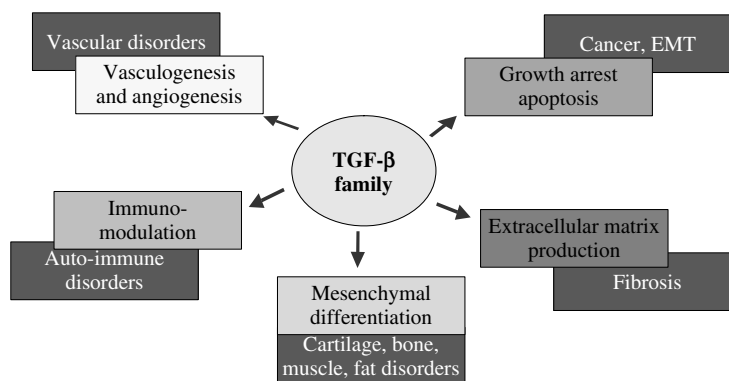 Vascular disorders
Vasculogenesis
and angiogenesis
Cancer, EMT
Growth arrest
apoptosis
TGF-β
family
Immuno-
modulation
Auto-immune
disorders
Extracellular matrix
production
Fibrosis
Mesenchymal
differentiation
Cartilage, bone,
muscle, fat disorders